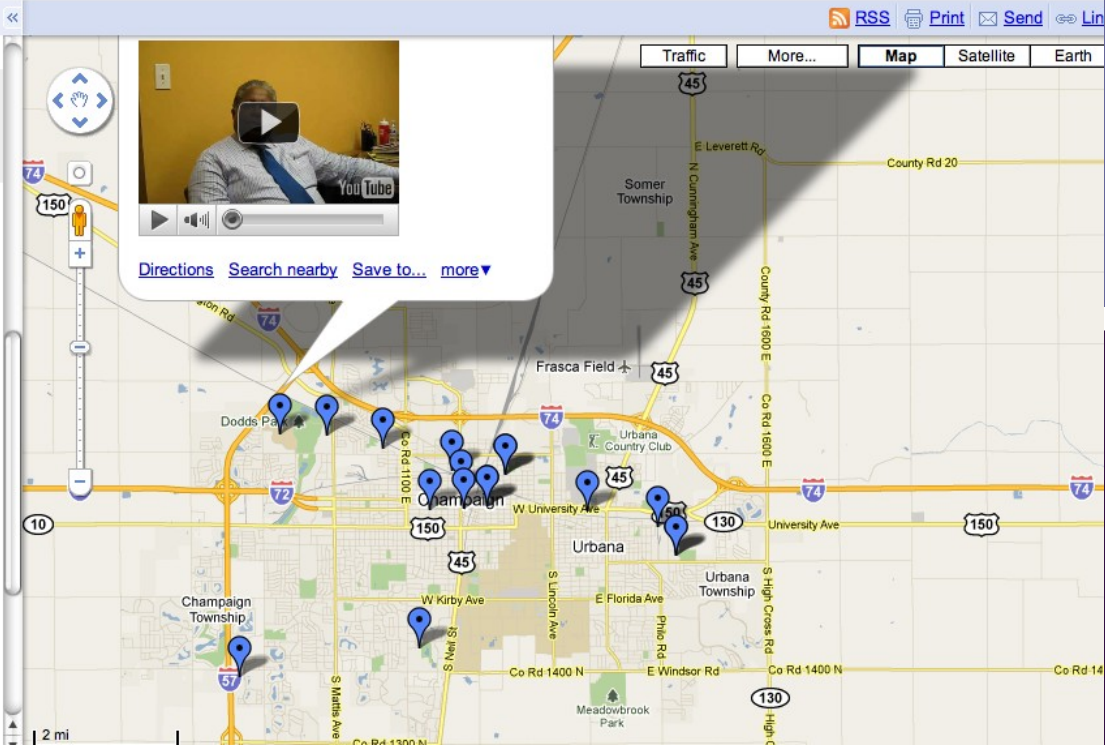 «
RSS Print Send Lin
Traffic More... Map Satellite Earth
YouTube
Directions Search nearby Save to... more▼
45
E Leverett Rd
County Rd 20
74
Somer
Township
N Cunningham Ave
150
45
County Rd 1600 E
gton Rd
74
Frasca Field
45
Co Rd 1600 E
Dodds Park
74
Urbana
Country Club
Co Rd 1100 E
45
72
74
74
Champaign
W University Ave
150
130
10
150
University Ave
150
45
Urbana
Urbana
Township
Champaign
Township
W Kirby Ave
E Florida Ave
S Lincoln Ave
S High Cross Rd
Philo Rd
S Neil St
57
Co Rd 1400 N
E Windsor Rd
Co Rd 1400 N
Co Rd 14
S Mattis Ave
130
Meadowbrook
Park
High C
2 mi
Co Rd 1300 N